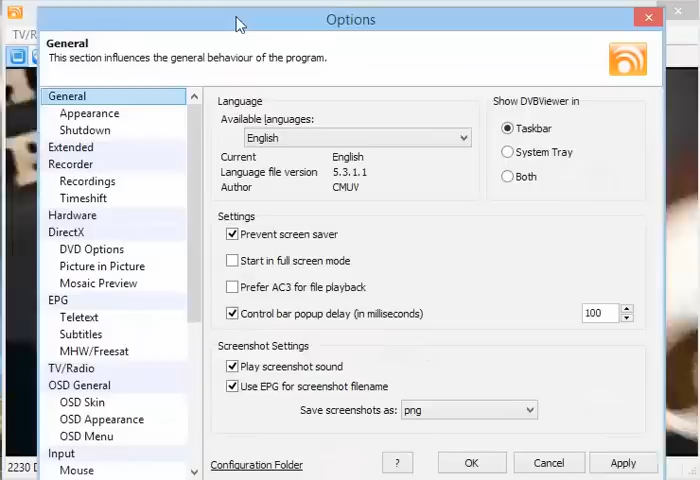 Options
TV/R
General
This section influences the general behaviour of the program.
General
Appearance
Shutdown
Extended
Recorder
Recordings
Timeshift
Hardware
DirectX
DVD Options
Picture in Picture
Mosaic Preview
EPG
Teletext
Subtitles
MHW/Freesat
TV/Radio
OSD General
OSD Skin
OSD Appearance
OSD Menu
Input
Mouse
Language
Available languages:
English
Current English
Language file version 5.3.1.1
Author CMUV
Show DVBViewer in
Taskbar
System Tray
Both
Settings
Prevent screen saver
Start in full screen mode
Prefer AC3 for file playback
Control bar popup delay (in milliseconds) 100
Screenshot Settings
Play screenshot sound
Use EPG for screenshot filename
Save screenshots as: png
Configuration Folder ? OK Cancel Apply
2230 D